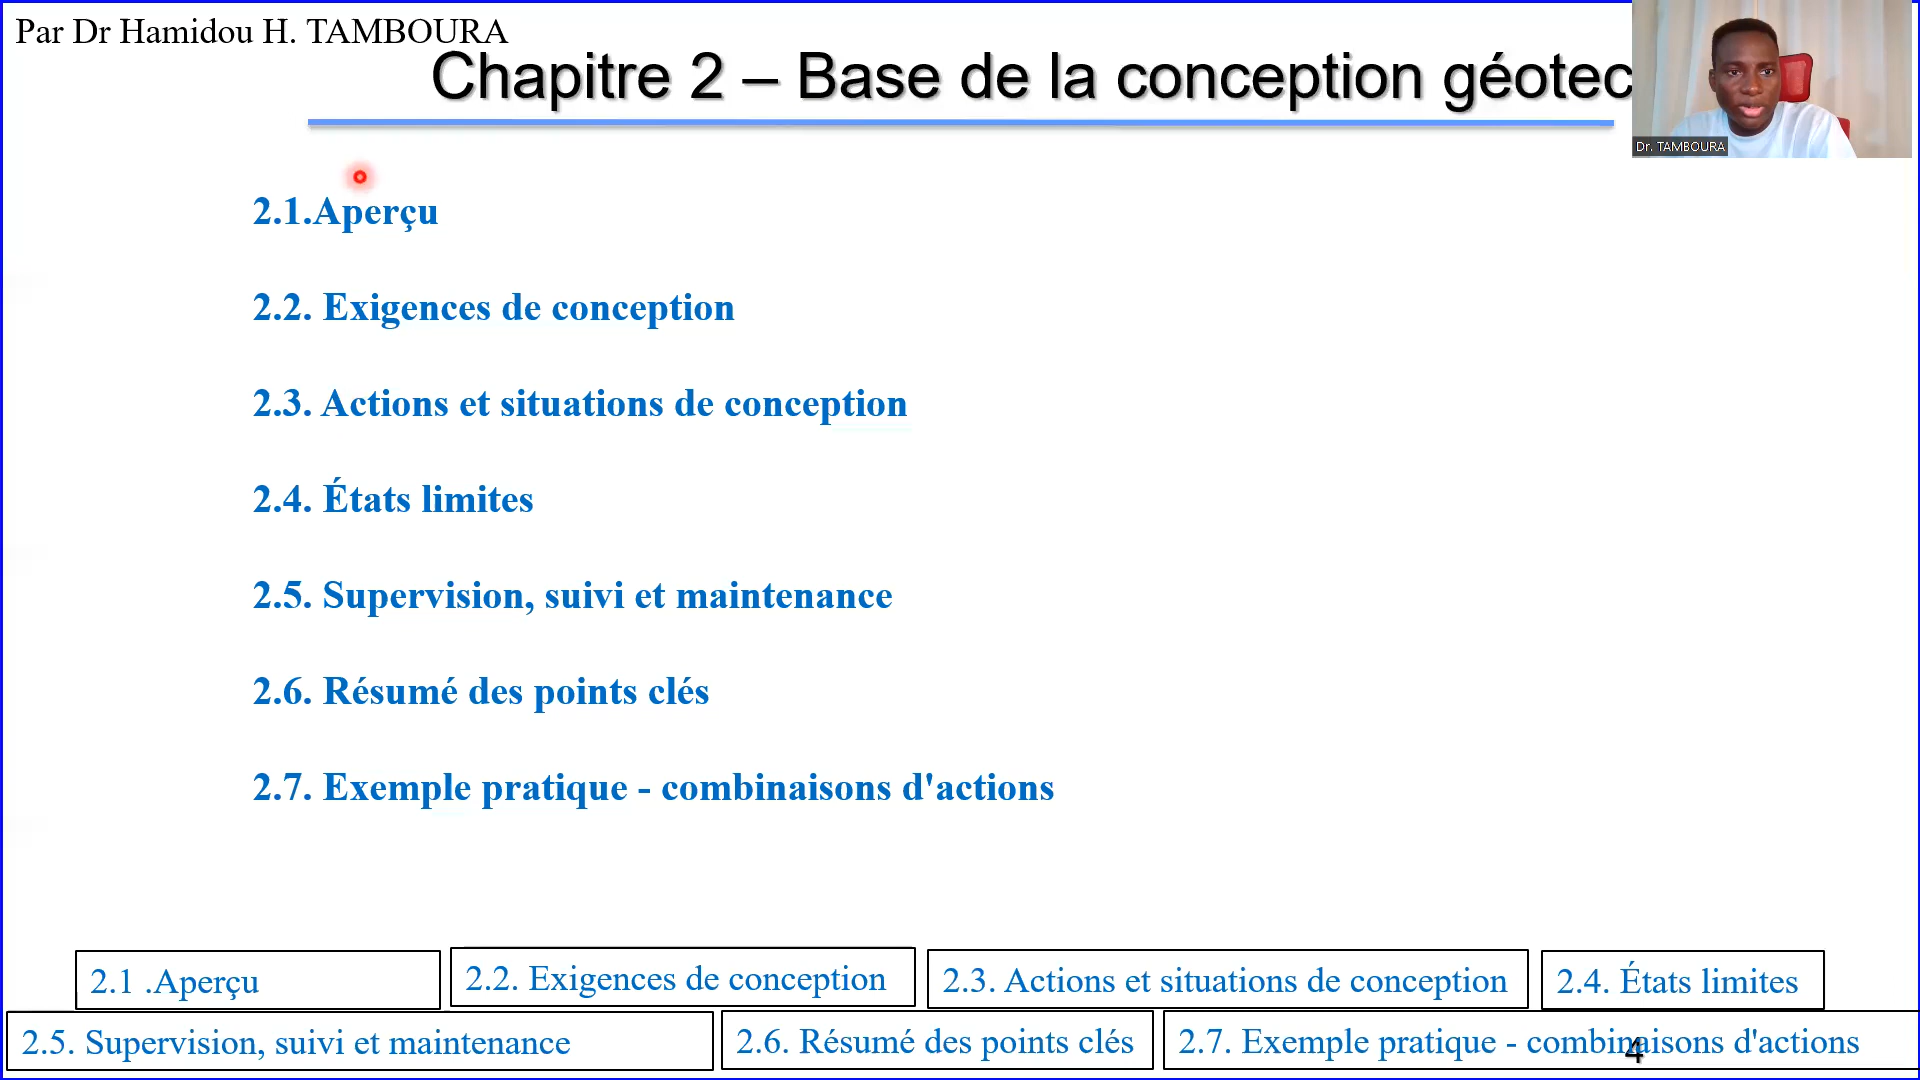 Par Dr Hamidou H. TAMBOURA
Chapitre 2 – Base de la conception géotec
Dr. TAMBOURA
2.1.Aperçu
2.2. Exigences de conception
2.3. Actions et situations de conception
2.4. États limites
2.5. Supervision, suivi et maintenance
2.6. Résumé des points clés
2.7. Exemple pratique - combinaisons d'actions
2.1 .Aperçu
2.2. Exigences de conception
2.3. Actions et situations de conception
2.4. États limites
2.5. Supervision, suivi et maintenance
2.6. Résumé des points clés
2.7. Exemple pratique - combinaisons d'actions
4